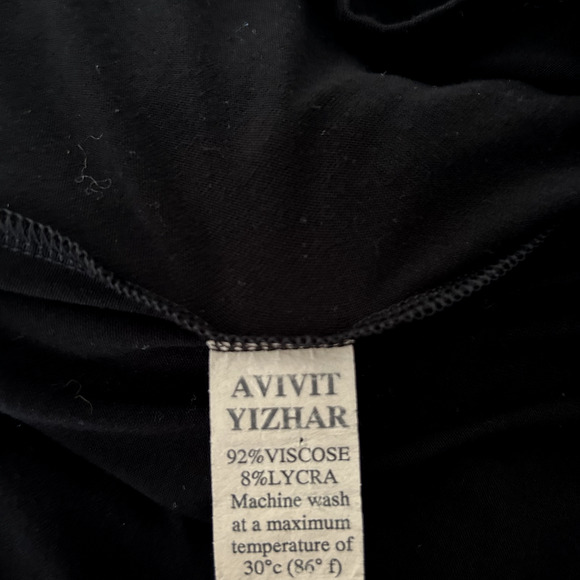 AVIVIT
YIZHAR
92%VISCOSE
8%LYCRA
Machine wash
at a maximum
temperature of
30°c (86° f)